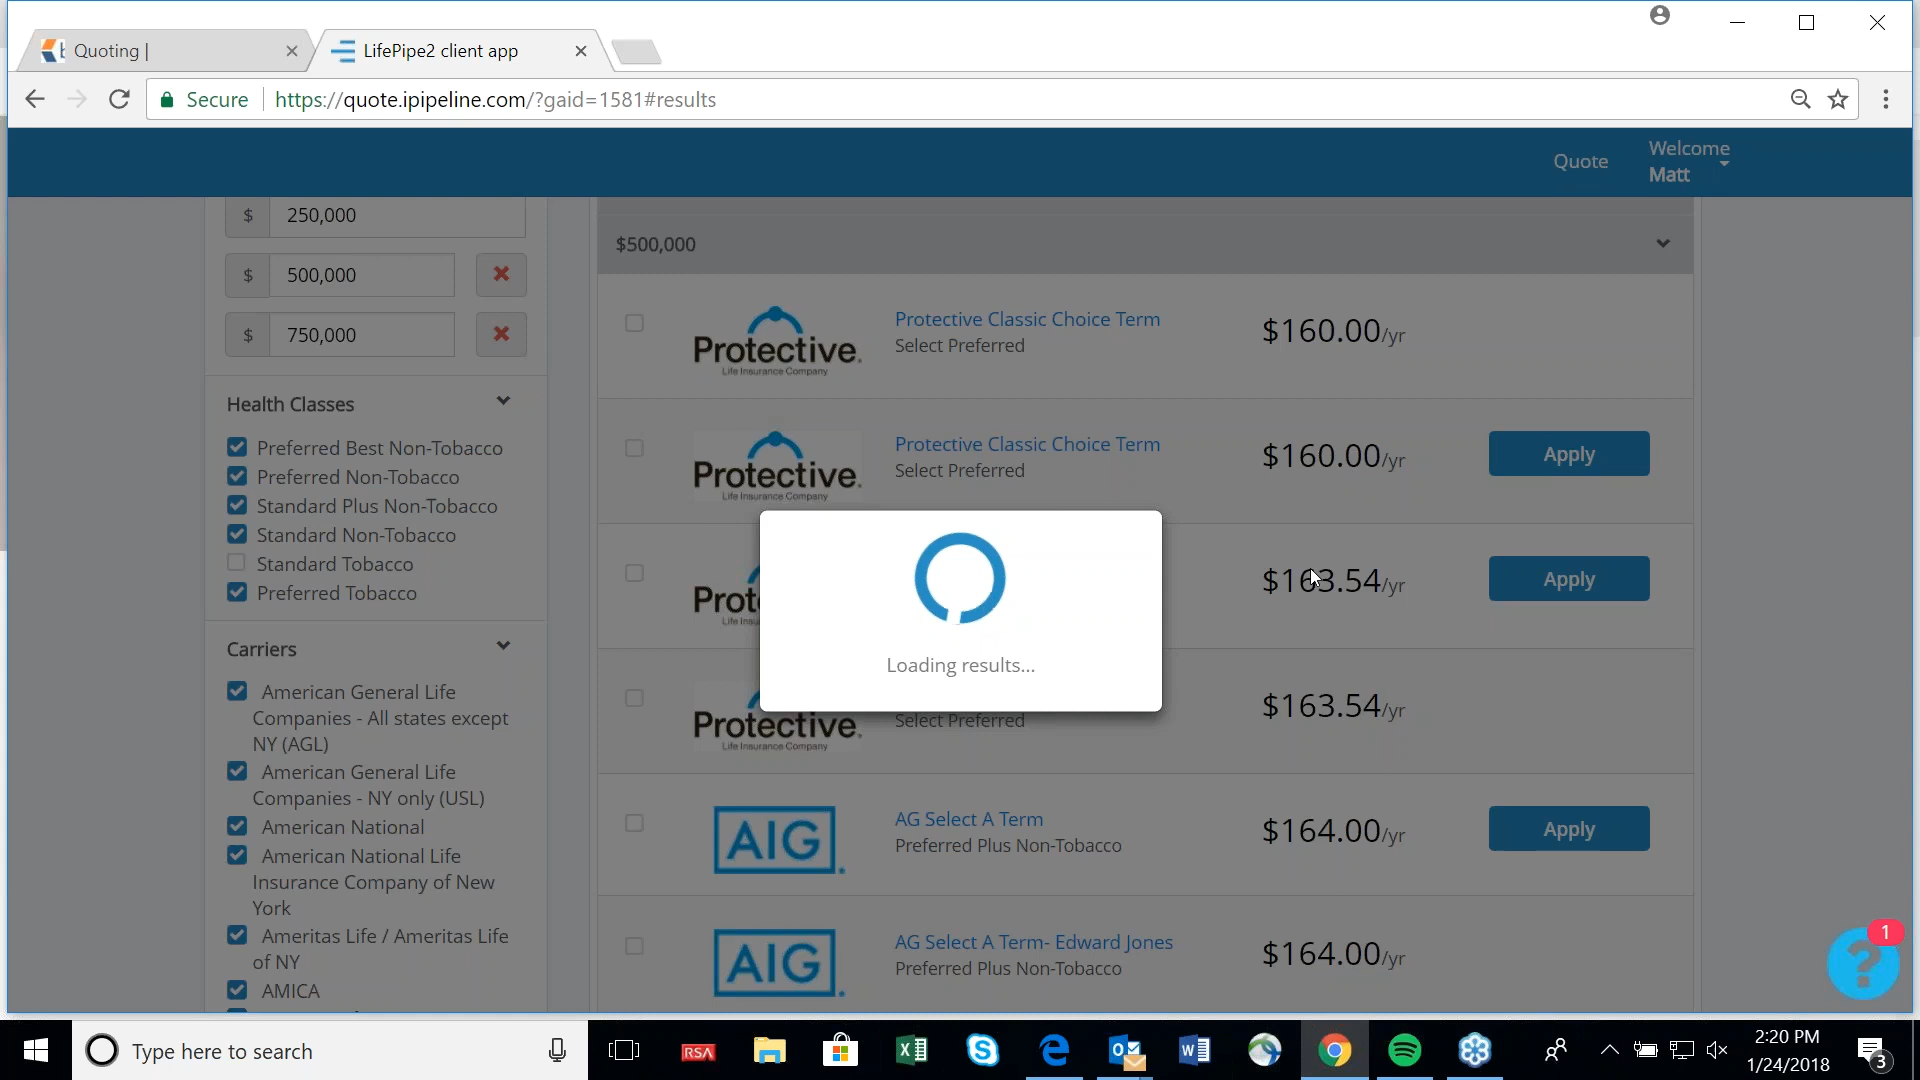 Quoting |
LifePipe2 client app
Secure
https://quote.ipipeline.com/?gaid=1581#results
Quote
Welcome
Matt
$ 250,000
$ 500,000
$ 750,000
Health Classes
Preferred Best Non-Tobacco
Preferred Non-Tobacco
Standard Plus Non-Tobacco
Standard Non-Tobacco
Standard Tobacco
Preferred Tobacco
Carriers
American General Life
Companies - All states except
NY (AGL)
American General Life
Companies - NY only (USL)
American National
American National Life
Insurance Company of New
York
Ameritas Life / Ameritas Life
of NY
AMICA
$500,000
Protective.
Life Insurance Company
Protective Classic Choice Term
Select Preferred
$160.00/yr
Protective.
Life Insurance Company
Protective Classic Choice Term
Select Preferred
$160.00/yr
Apply
$163.54/yr
Apply
Loading results...
Protective.
Life Insurance Company
Select Preferred
$163.54/yr
AIG
AG Select A Term
Preferred Plus Non-Tobacco
$164.00/yr
Apply
AIG
AG Select A Term- Edward Jones
Preferred Plus Non-Tobacco
$164.00/yr
1
?
Type here to search
RSA
2:20 PM
1/24/2018
3